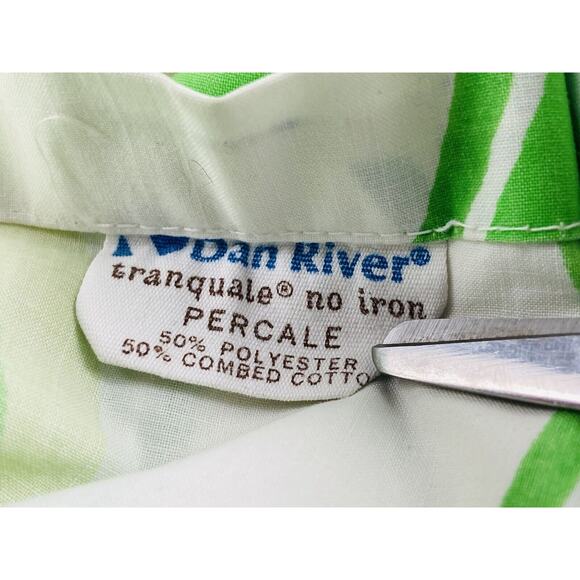 I ♥ Dan River®
tranquale® no iron
PERCALE
50% POLYESTER
50% COMBED COTTO